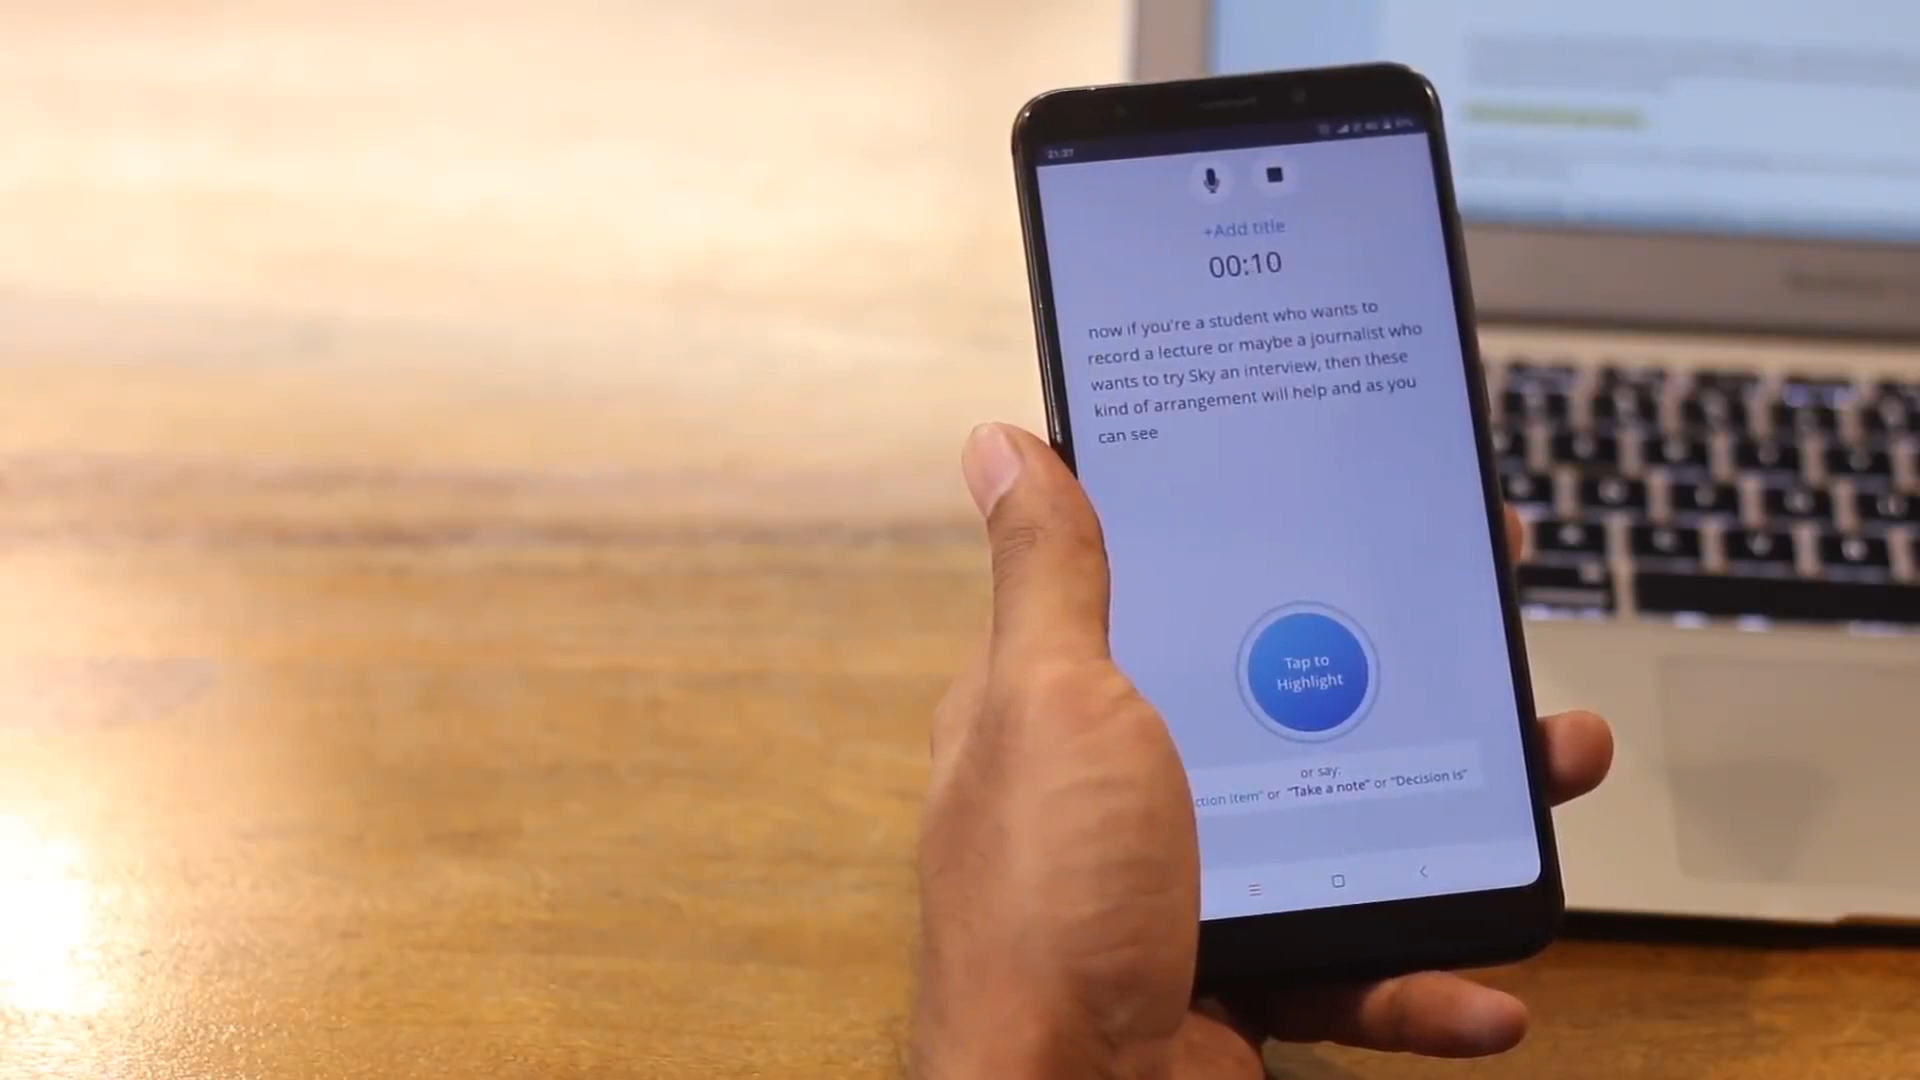 21:37
+Add title
00:10
now if you're a student who wants to
record a lecture or maybe a journalist who
wants to try Sky an interview, then these
kind of arrangement will help and as you
can see
Tap to
Highlight
or say:
ction item" or "Take a note" or "Decision is"